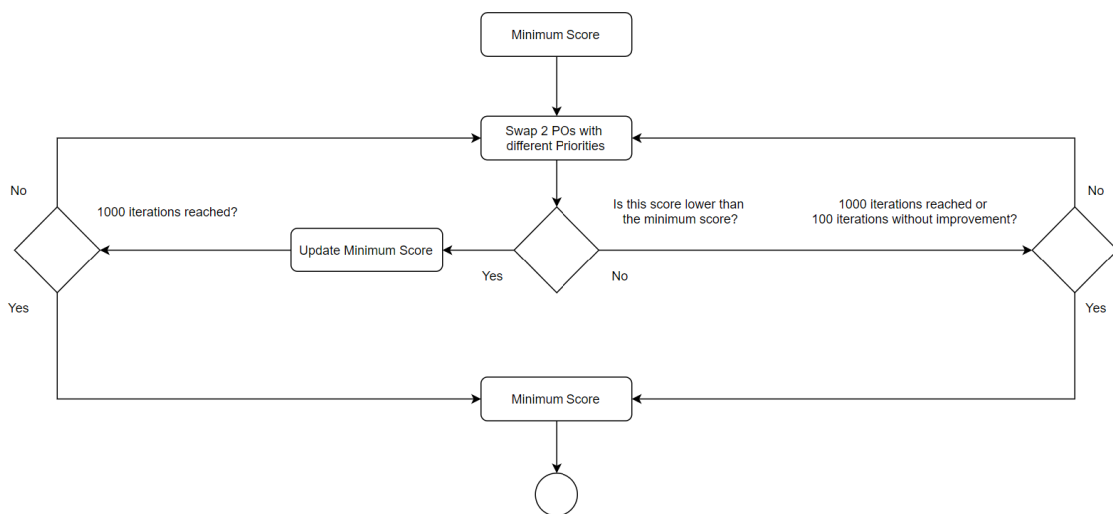 Minimum Score
Swap 2 POs with
different Priorities
No
No
1000 iterations reached?
Is this score lower than
the minimum score?
1000 iterations reached or
100 iterations without improvement?
Update Minimum Score
Yes
No
Yes
Yes
Minimum Score